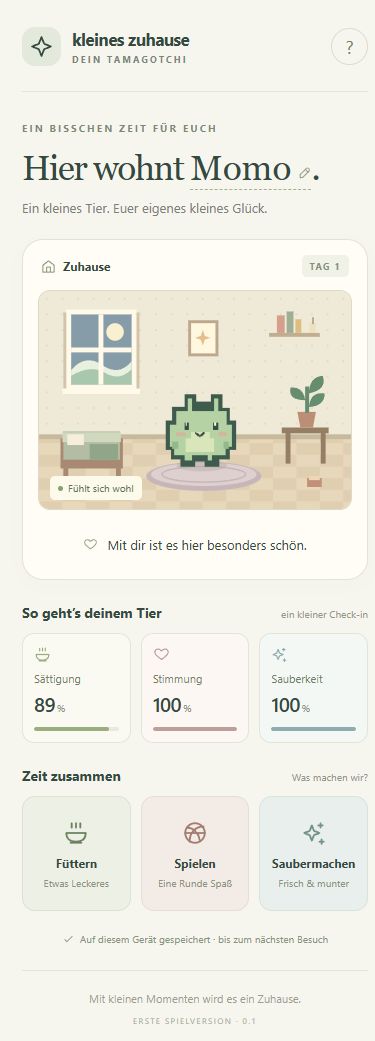 kleines zuhause
DEIN TAMAGOTCHI
?
EIN BISSCHEN ZEIT FÜR EUCH
Hier wohnt Momo.
Ein kleines Tier. Euer eigenes kleines Glück.
Zuhause
TAG 1
Fühlt sich wohl
Mit dir ist es hier besonders schön.
So geht's deinem Tier
ein kleiner Check-in
Sättigung
89 %
Stimmung
100 %
Sauberkeit
100 %
Zeit zusammen
Was machen wir?
Füttern
Etwas Leckeres
Spielen
Eine Runde Spaß
Saubermachen
Frisch & munter
Auf diesem Gerät gespeichert · bis zum nächsten Besuch
Mit kleinen Momenten wird es ein Zuhause.
ERSTE SPIELVERSION · 0.1